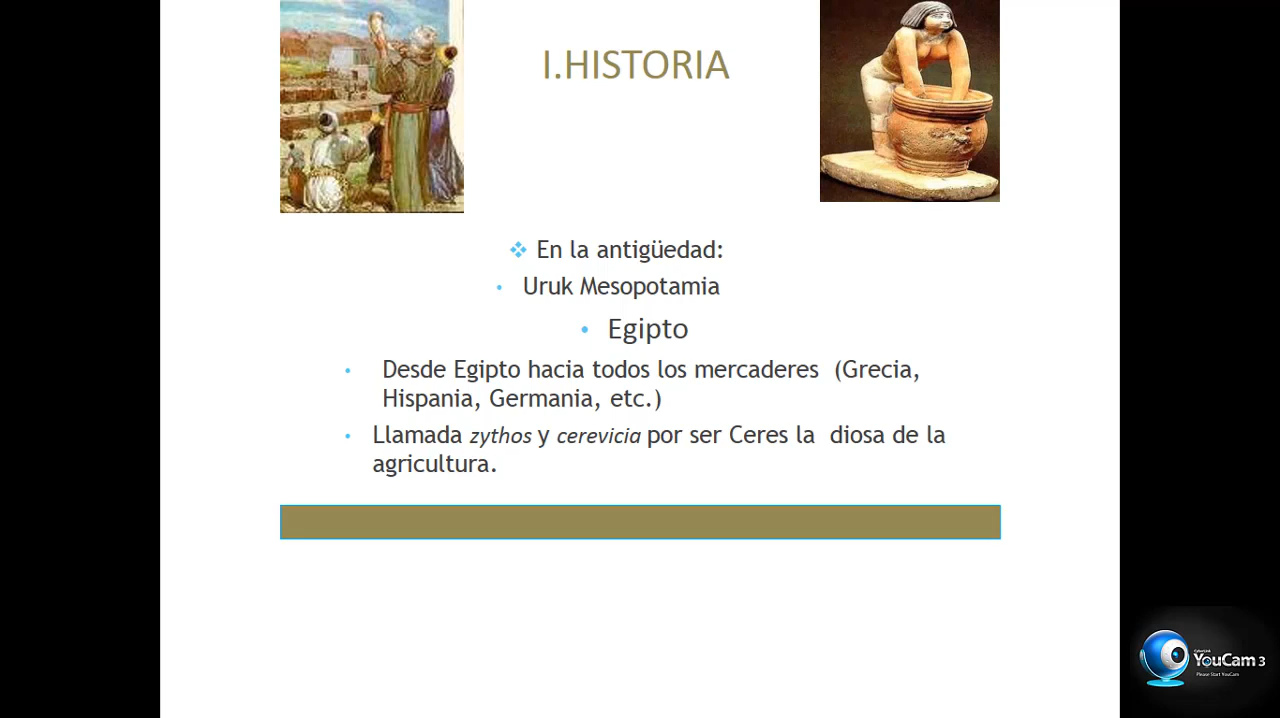 I.HISTORIA
En la antigüedad:
Uruk Mesopotamia
Egipto
Desde Egipto hacia todos los mercaderes (Grecia,
Hispania, Germania, etc.)
Llamada zythos y cerevicia por ser Ceres la diosa de la
agricultura.
CyberLink
YouCam 3
Please Start YouCam